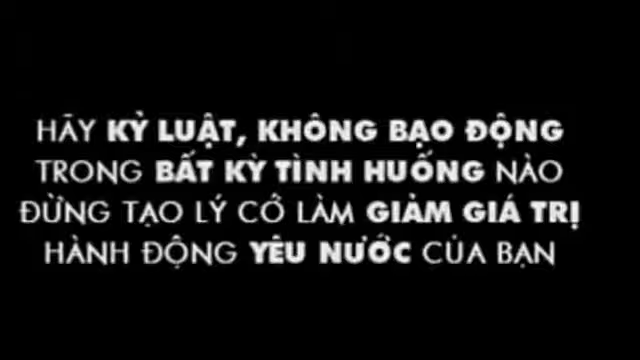 HÃY KỶ LUẬT, KHÔNG BẠO ĐỘNG
TRONG BẤT KỲ TÌNH HUỐNG NÀO
ĐỪNG TẠO LÝ CỚ LÀM GIẢM GIÁ TRỊ
HÀNH ĐỘNG YÊU NƯỚC CỦA BẠN